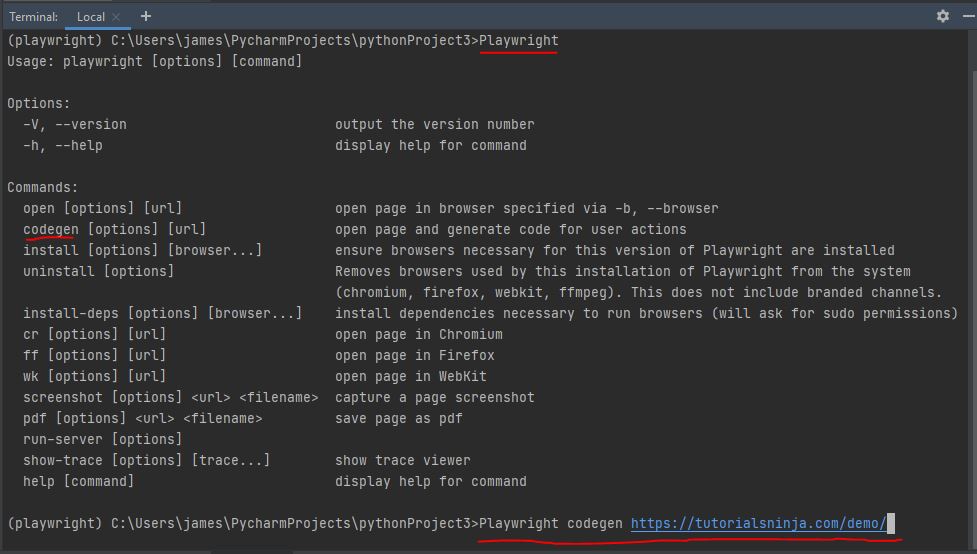 Terminal: Local × +
(playwright) C:\Users\james\PycharmProjects\pythonProject3>Playwright
Usage: playwright [options] [command]
Options:
-V, --version output the version number
-h, --help display help for command
Commands:
open [options] [url] open page in browser specified via -b, --browser
codegen [options] [url] open page and generate code for user actions
install [options] [browser...] ensure browsers necessary for this version of Playwright are installed
uninstall [options] Removes browsers used by this installation of Playwright from the system
(chromium, firefox, webkit, ffmpeg). This does not include branded channels.
install-deps [options] [browser...] install dependencies necessary to run browsers (will ask for sudo permissions)
cr [options] [url] open page in Chromium
ff [options] [url] open page in Firefox
wk [options] [url] open page in WebKit
screenshot [options] <url> <filename> capture a page screenshot
pdf [options] <url> <filename> save page as pdf
run-server [options]
show-trace [options] [trace...] show trace viewer
help [command] display help for command
(playwright) C:\Users\james\PycharmProjects\pythonProject3>Playwright codegen https://tutorialsninja.com/demo/